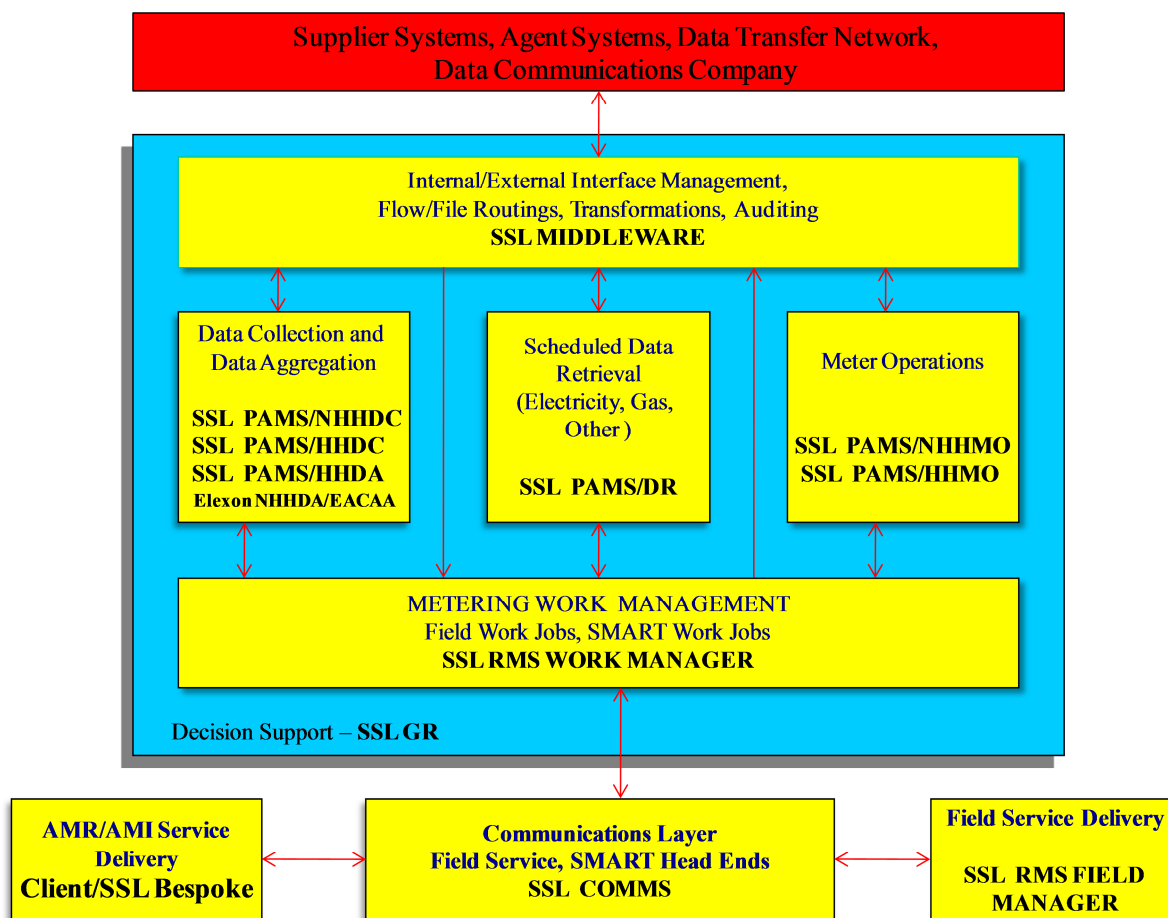 Supplier Systems, Agent Systems, Data Transfer Network,
Data Communications Company
Internal/External Interface Management,
Flow/File Routings, Transformations, Auditing
SSL MIDDLEWARE
Data Collection and
Data Aggregation
SSL PAMS/NHHDC
SSL PAMS/HHDC
SSL PAMS/HHDA
Elexon NHHDA/EACAA
Scheduled Data
Retrieval
(Electricity, Gas,
Other )
SSL PAMS/DR
Meter Operations
SSL PAMS/NHHMO
SSL PAMS/HHMO
METERING WORK MANAGEMENT
Field Work Jobs, SMART Work Jobs
SSL RMS WORK MANAGER
Decision Support – SSL GR
AMR/AMI Service
Delivery
Client/SSL Bespoke
Communications Layer
Field Service, SMART Head Ends
SSL COMMS
Field Service Delivery
SSL RMS FIELD
MANAGER